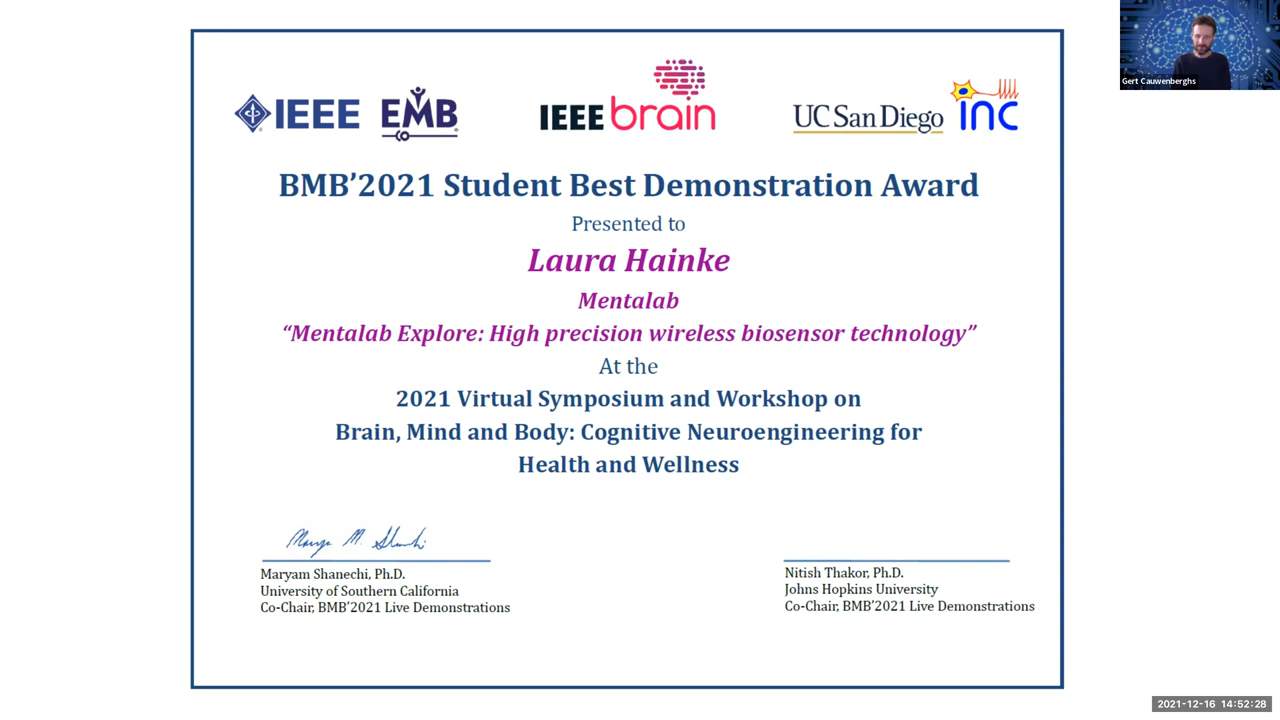 IEEE EMB IEEE brain UC San Diego inc
Gert Cauwenberghs
BMB’2021 Student Best Demonstration Award
Presented to
Laura Hainke
Mentalab
“Mentalab Explore: High precision wireless biosensor technology”
At the
2021 Virtual Symposium and Workshop on
Brain, Mind and Body: Cognitive Neuroengineering for
Health and Wellness
Maryam Shanechi, Ph.D.
University of Southern California
Co-Chair, BMB’2021 Live Demonstrations
Nitish Thakor, Ph.D.
Johns Hopkins University
Co-Chair, BMB’2021 Live Demonstrations
2021-12-16 14:52:28